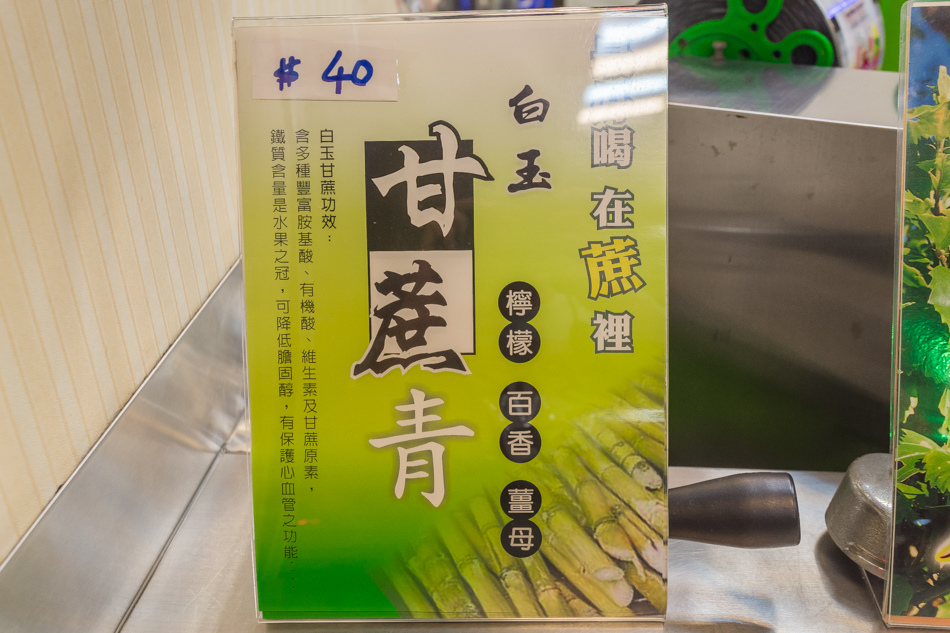 $ 40
喝在蔗裡
白玉
甘蔗青
檸檬 百香 薑母
白玉甘蔗功效：
含多種豐富胺基酸、有機酸、維生素及甘蔗原素，
鐵質含量是水果之冠，可降低膽固醇，有保護心血管之功能